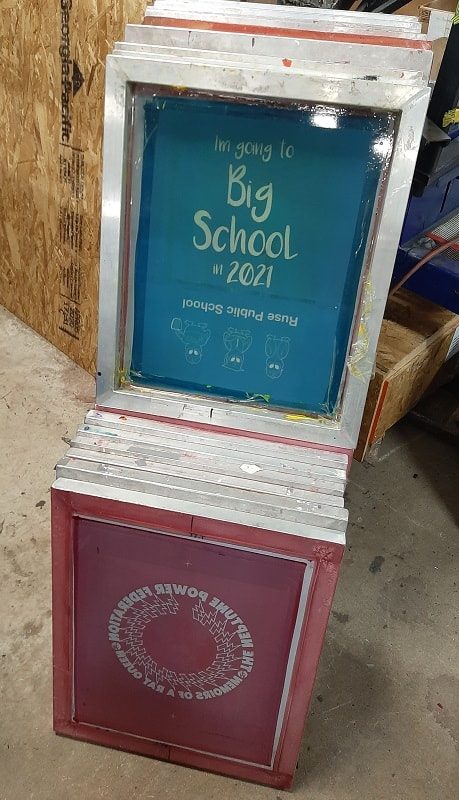 Georgia-Pacific
I'm going to
Big
School
in 2021
Ruse Public School
THE NEPTUNE POWER FEDERATION
MEMOIRS OF A RAT QUEEN